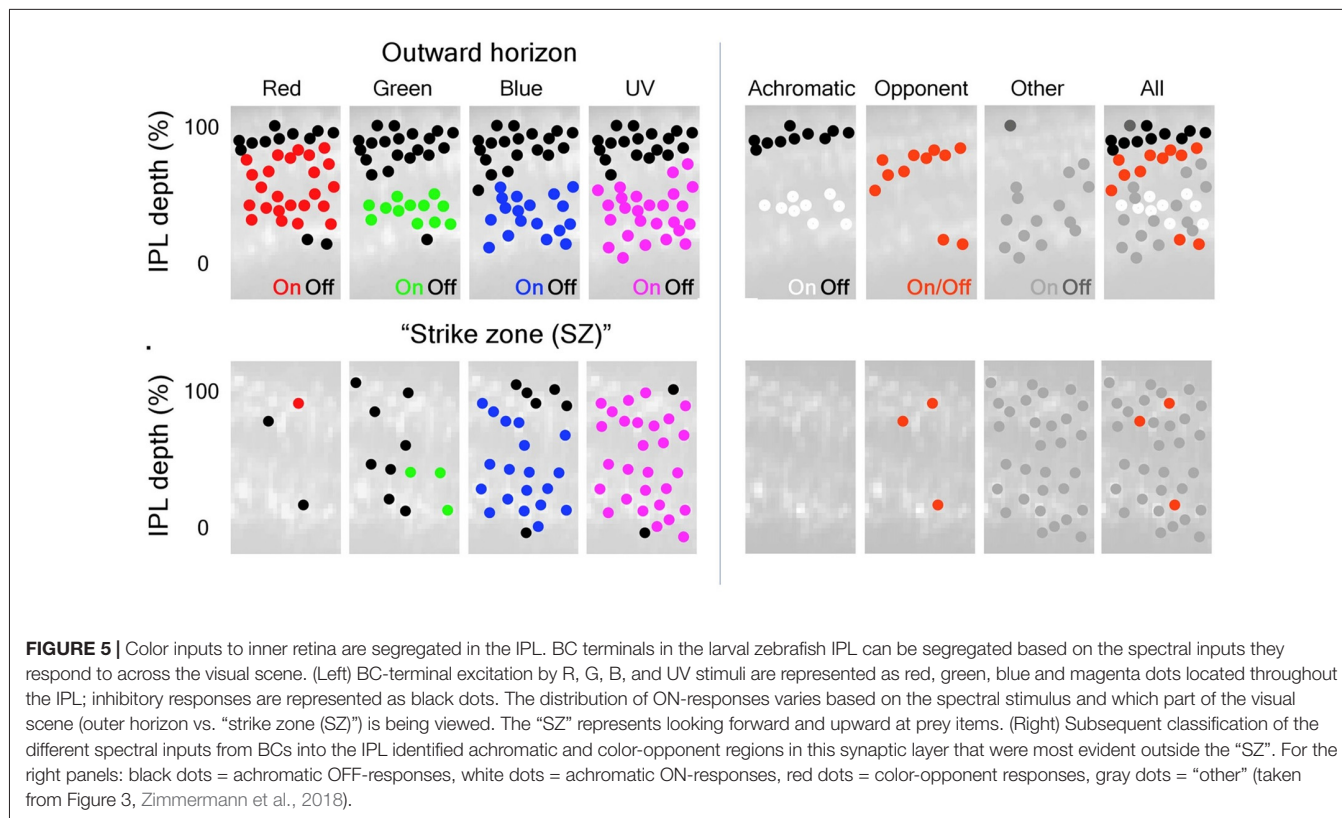 Outward horizon
Red Green Blue UV Achromatic Opponent Other All
IPL depth (%)
100
0
On Off On Off On Off On Off On Off On/Off On Off
“Strike zone (SZ)”
IPL depth (%)
100
0
FIGURE 5 | Color inputs to inner retina are segregated in the IPL. BC terminals in the larval zebrafish IPL can be segregated based on the spectral inputs they
respond to across the visual scene. (Left) BC-terminal excitation by R, G, B, and UV stimuli are represented as red, green, blue and magenta dots located throughout
the IPL; inhibitory responses are represented as black dots. The distribution of ON-responses varies based on the spectral stimulus and which part of the visual
scene (outer horizon vs. “strike zone (SZ)”) is being viewed. The “SZ” represents looking forward and upward at prey items. (Right) Subsequent classification of the
different spectral inputs from BCs into the IPL identified achromatic and color-opponent regions in this synaptic layer that were most evident outside the “SZ”. For the
right panels: black dots = achromatic OFF-responses, white dots = achromatic ON-responses, red dots = color-opponent responses, gray dots = “other” (taken
from Figure 3, Zimmermann et al., 2018).